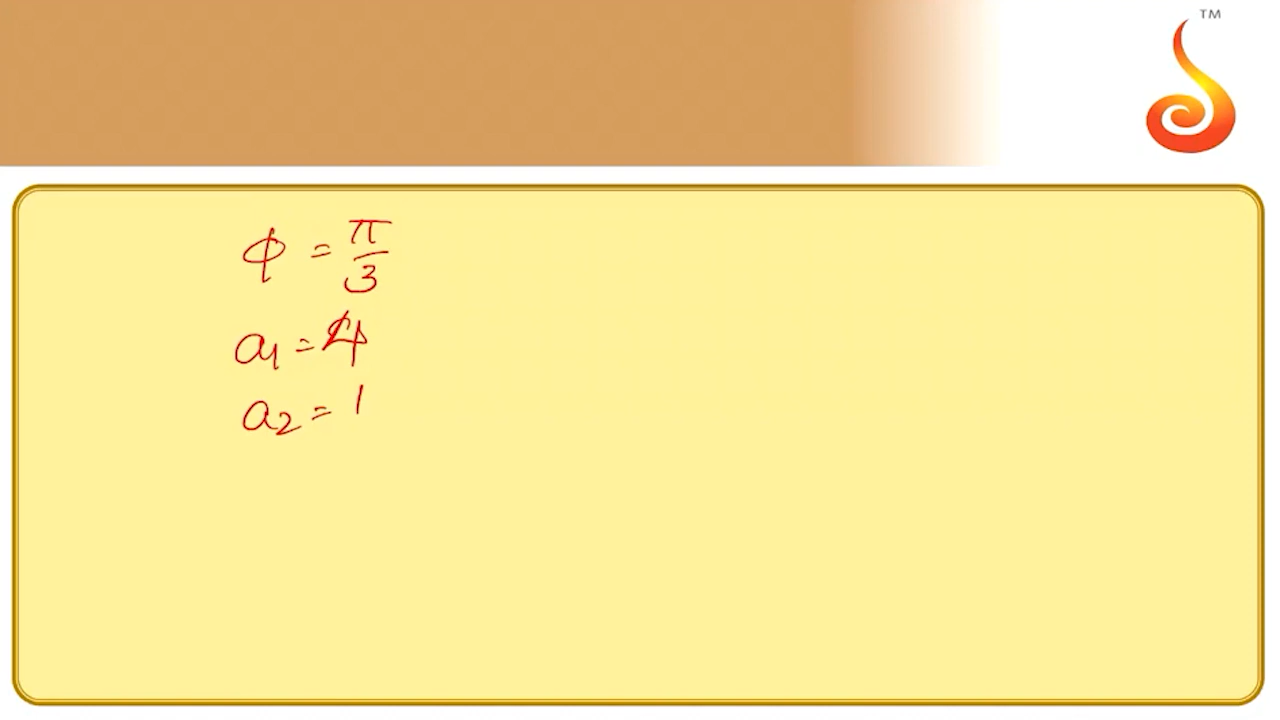 TM
φ = π/3
a₁ = 4
a₂ = 1